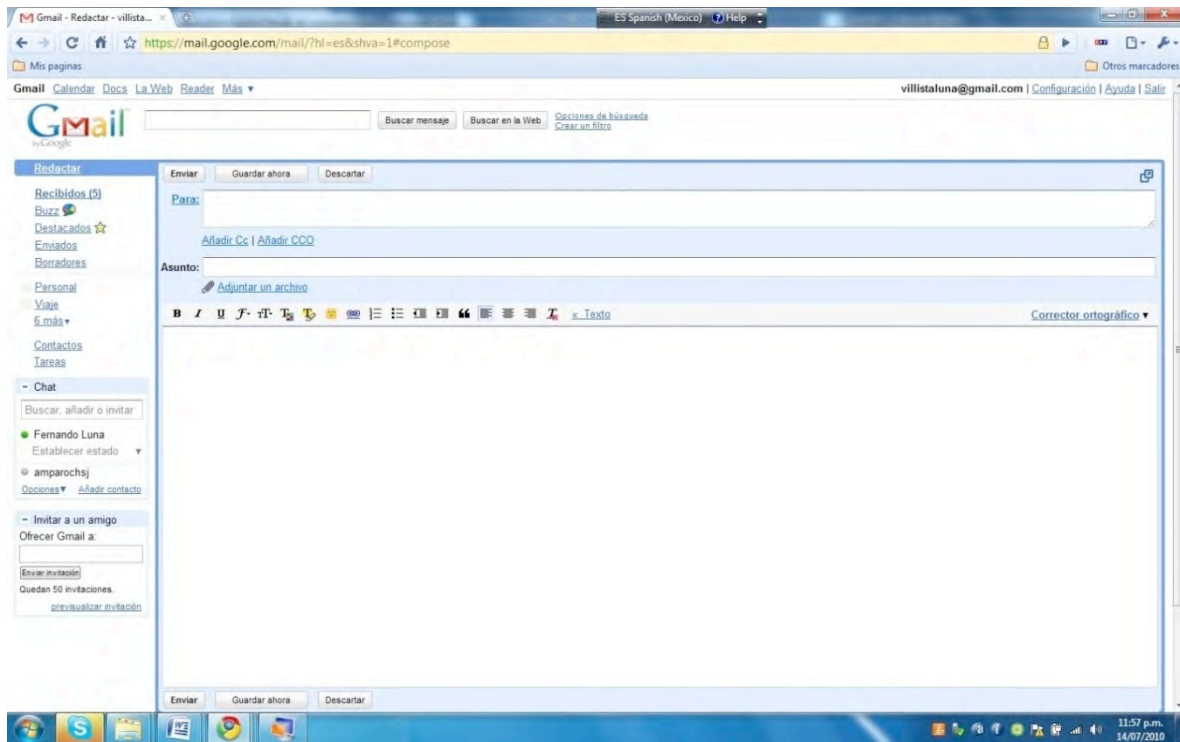 Gmail - Redactar - villista...
ES Spanish (Mexico) Help
https://mail.google.com/mail/?hl=es&shva=1#compose
Mis paginas
Otros marcadores
Gmail Calendar Docs La Web Reader Más
villistaluna@gmail.com | Configuración | Ayuda | Salir
Gmail
by Google
Buscar mensaje Buscar en la Web
Opciones de búsqueda
Crear un filtro
Redactar
Enviar Guardar ahora Descartar
Recibidos (5)
Buzz
Destacados
Enviados
Borradores
Personal
Viaje
6 más
Contactos
Tareas
Para:
Añadir Cc | Añadir CCO
Asunto:
Adjuntar un archivo
B I U « Texto
Corrector ortográfico
- Chat
Buscar, añadir o invitar
Fernando Luna
Establecer estado
amparochsj
Opciones Añadir contacto
- Invitar a un amigo
Ofrecer Gmail a:
Enviar invitación
Quedan 50 invitaciones.
previsualizar invitación
Enviar Guardar ahora Descartar
11:57 p.m.
14/07/2010